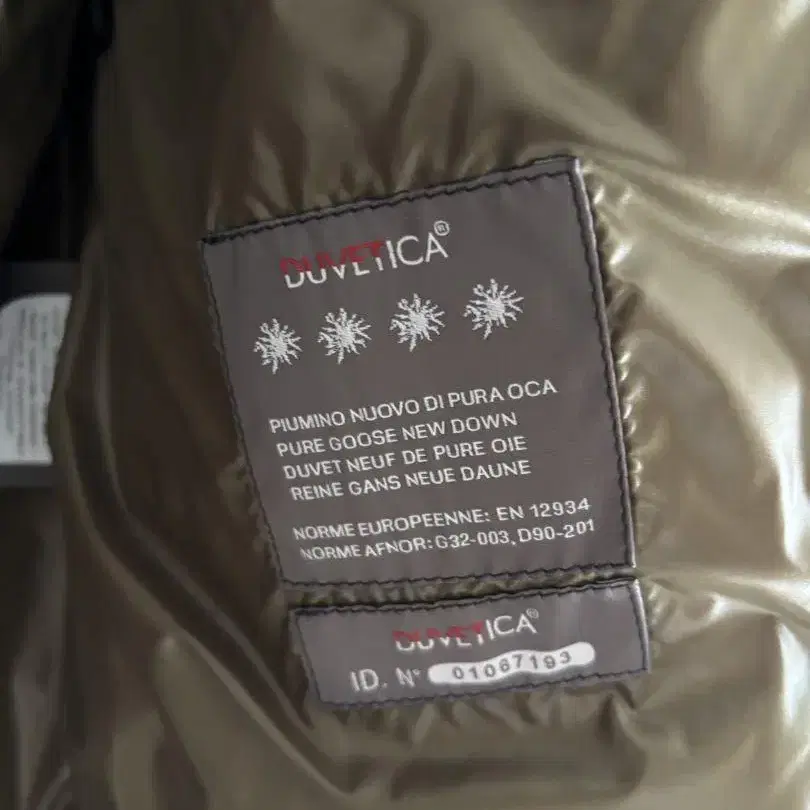 DUVETICA®
PIUMINO NUOVO DI PURA OCA
PURE GOOSE NEW DOWN
DUVET NEUF DE PURE OIE
REINE GANS NEUE DAUNE
NORME EUROPEENNE: EN 12934
NORME AFNOR: G32-003, D90-201
DUVETICA®
ID. N° 01067193